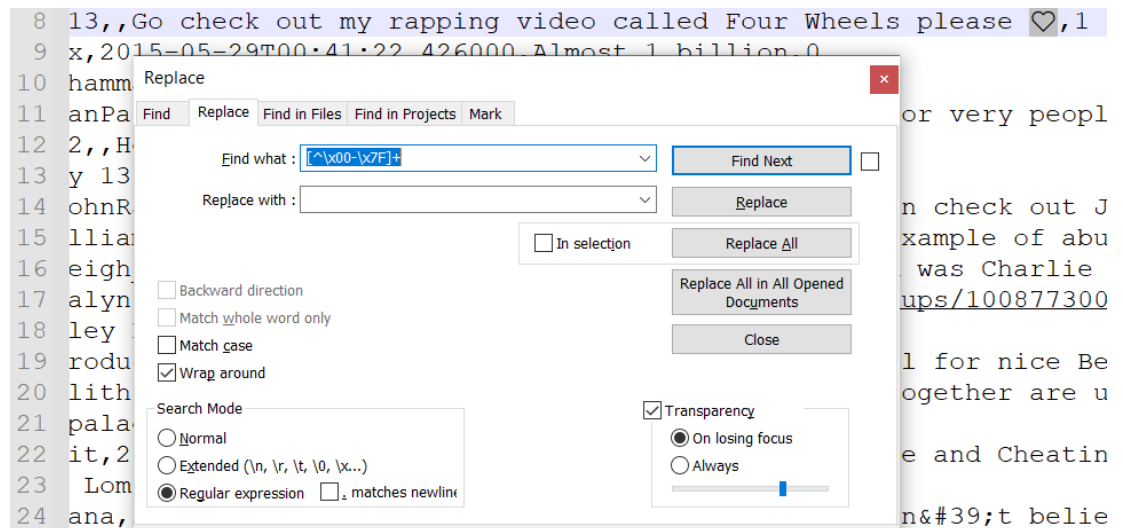 8 13,,Go check out my rapping video called Four Wheels please ♡,1
9 x,2015-05-29T00:41:22.426000,Almost 1 billion,0
10 hamm
Replace
11 anPa or very peopl
Find Replace Find in Files Find in Projects Mark
12 2,,H
Find what : [^\x00-\x7F]+ Find Next
13 y 13
14 ohnR n check out J
Replace with : Replace
15 llia xample of abu
In selection Replace All
16 eigh was Charlie
Replace All in All Opened
Documents
17 alyn ups/100877300
Backward direction
Match whole word only
18 ley
Match case Close
19 rodu l for nice Be
Wrap around
20 lith ogether are u
Search Mode Transparency
21 pala
Normal On losing focus
22 it,2 e and Cheatin
Extended (\n, \r, \t, \0, \x...) Always
23 Lom
Regular expression . matches newline
24 ana, n&#39;t belie